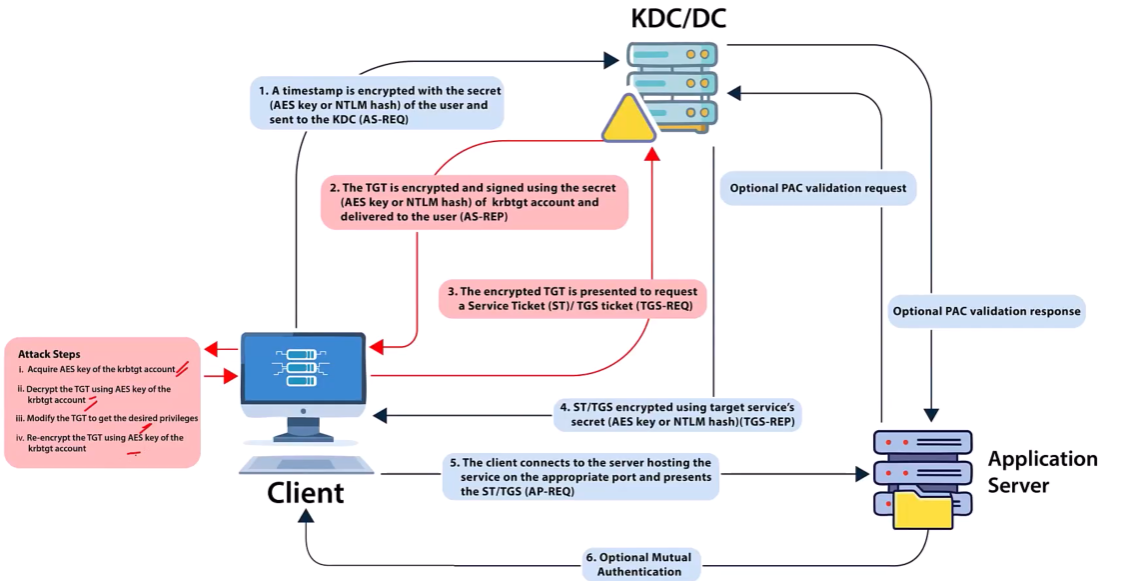 KDC/DC
1. A timestamp is encrypted with the secret
(AES key or NTLM hash) of the user and
sent to the KDC (AS-REQ)
2. The TGT is encrypted and signed using the secret
(AES key or NTLM hash) of krbtgt account and
delivered to the user (AS-REP)
Optional PAC validation request
3. The encrypted TGT is presented to request
a Service Ticket (ST)/ TGS ticket (TGS-REQ)
Optional PAC validation response
Attack Steps
i. Acquire AES key of the krbtgt account
ii. Decrypt the TGT using AES key of the
krbtgt account
iii. Modify the TGT to get the desired privileges
iv. Re-encrypt the TGT using AES key of the
krbtgt account
4. ST/TGS encrypted using target service's
secret (AES key or NTLM hash)(TGS-REP)
5. The client connects to the server hosting the
service on the appropriate port and presents
the ST/TGS (AP-REQ)
Application
Server
Client
6. Optional Mutual
Authentication